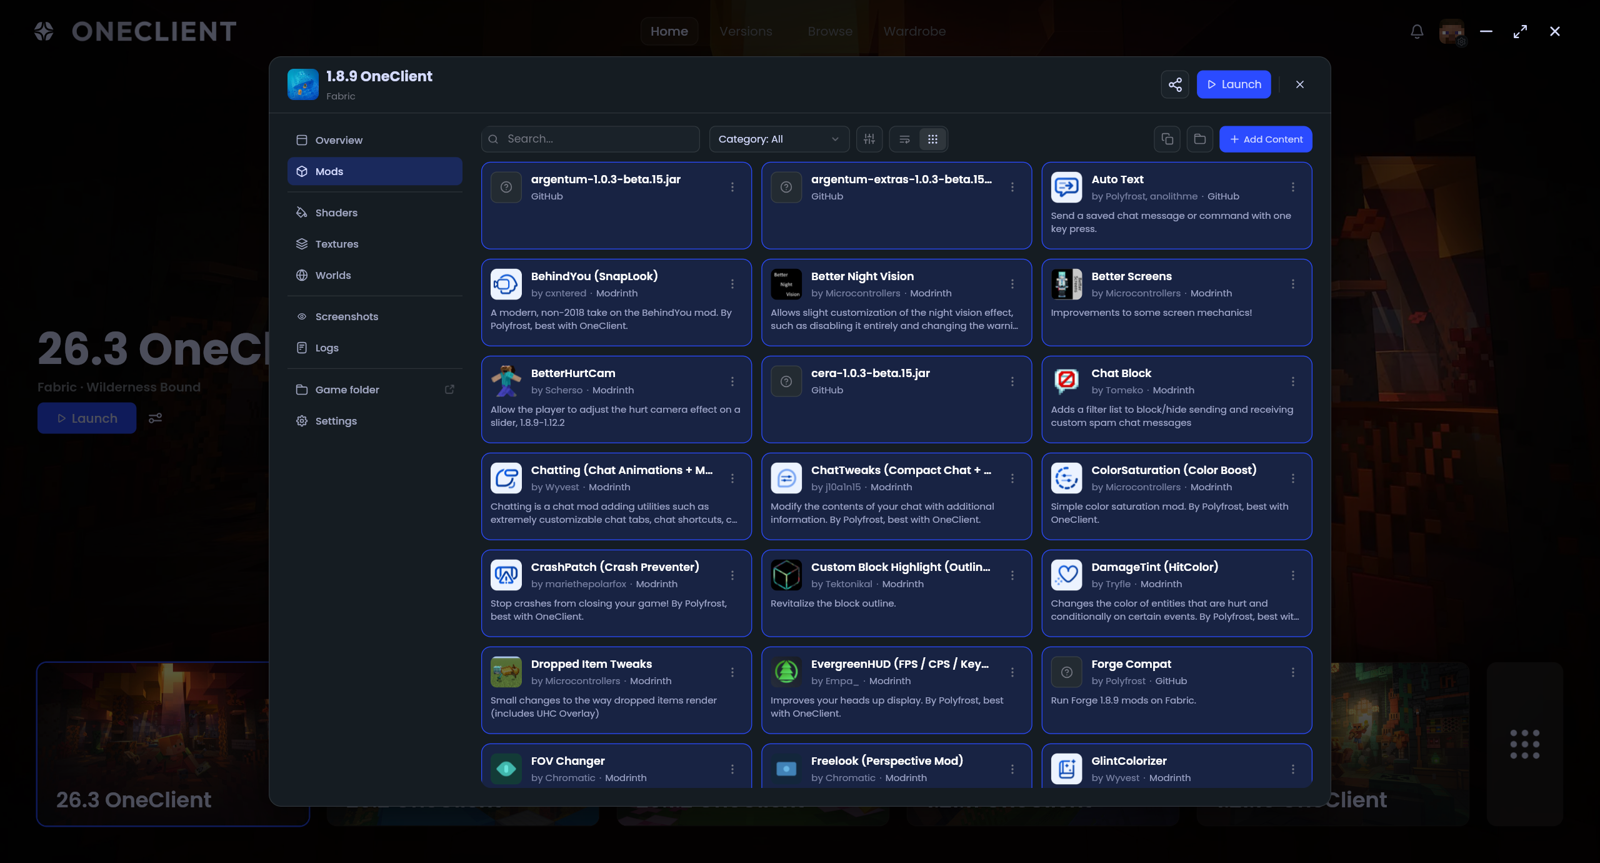 ONECLIENT
Home
Versions
Browse
Wardrobe
1.8.9 OneClient
Fabric
Launch
Overview
Mods
Shaders
Textures
Worlds
Screenshots
Logs
Game folder
Settings
Search...
Category: All
Add Content
argentum-1.0.3-beta.15.jar
GitHub
argentum-extras-1.0.3-beta.15...
GitHub
Auto Text
by Polyfrost, anolithme · GitHub
Send a saved chat message or command with one
key press.
BehindYou (SnapLook)
by cxntered · Modrinth
A modern, non-2018 take on the BehindYou mod. By
Polyfrost, best with OneClient.
Better Night Vision
by Microcontrollers · Modrinth
Allows slight customization of the night vision effect,
such as disabling it entirely and changing the warni...
Better Screens
by Microcontrollers · Modrinth
Improvements to some screen mechanics!
BetterHurtCam
by Scherso · Modrinth
Allow the player to adjust the hurt camera effect on a
slider, 1.8.9-1.12.2
cera-1.0.3-beta.15.jar
GitHub
Chat Block
by Tomeko · Modrinth
Adds a filter list to block/hide sending and receiving
custom spam chat messages
Chatting (Chat Animations + M...
by Wyvest · Modrinth
Chatting is a chat mod adding utilities such as
extremely customizable chat tabs, chat shortcuts, c...
ChatTweaks (Compact Chat + ...
by j10a1n15 · Modrinth
Modify the contents of your chat with additional
information. By Polyfrost, best with OneClient.
ColorSaturation (Color Boost)
by Microcontrollers · Modrinth
Simple color saturation mod. By Polyfrost, best with
OneClient.
CrashPatch (Crash Preventer)
by mariethepolarfox · Modrinth
Stop crashes from closing your game! By Polyfrost,
best with OneClient.
Custom Block Highlight (Outlin...
by Tektonikal · Modrinth
Revitalize the block outline.
DamageTint (HitColor)
by Tryfle · Modrinth
Changes the color of entities that are hurt and
conditionally on certain events. By Polyfrost, best wit...
Dropped Item Tweaks
by Microcontrollers · Modrinth
Small changes to the way dropped items render
(includes UHC Overlay)
EvergreenHUD (FPS / CPS / Key...
by Empa_ · Modrinth
Improves your heads up display. By Polyfrost, best
with OneClient.
Forge Compat
by Polyfrost · GitHub
Run Forge 1.8.9 mods on Fabric.
FOV Changer
by Chromatic · Modrinth
Freelook (Perspective Mod)
by Chromatic · Modrinth
GlintColorizer
by Wyvest · Modrinth
26.3 OneCl
Fabric · Wilderness Bound
Launch
26.3 OneClient
Client